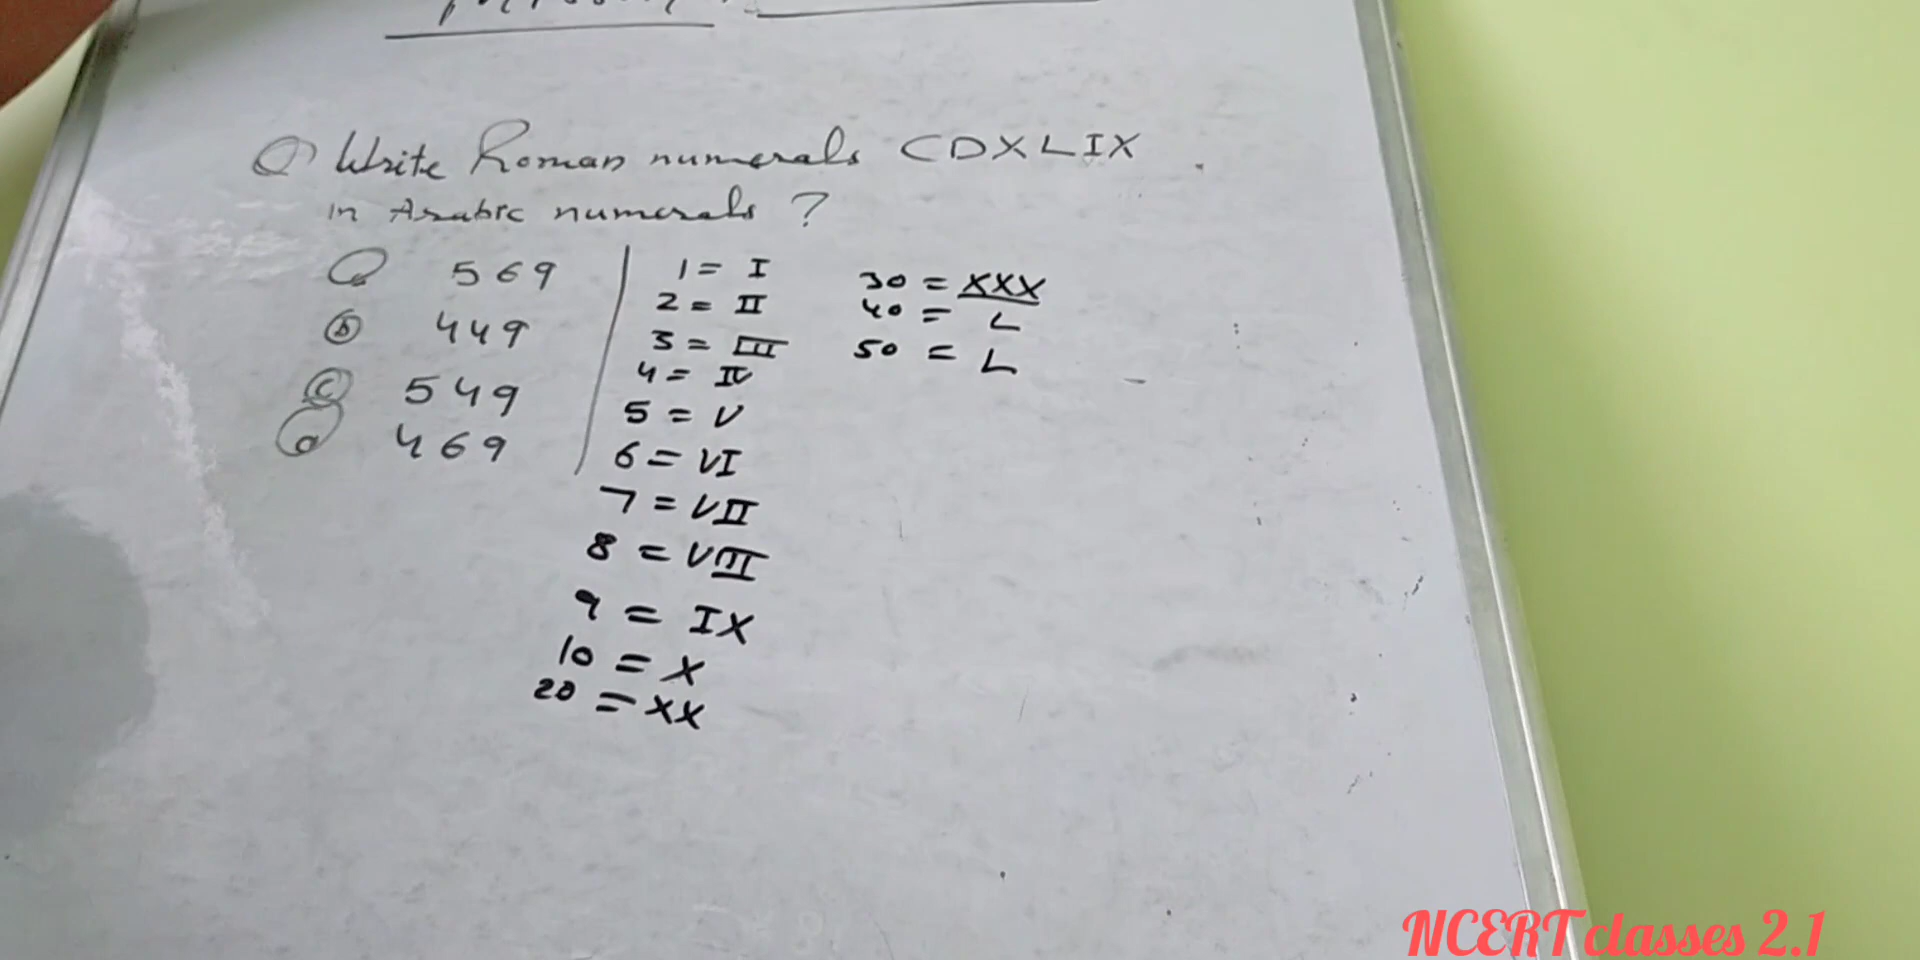 Q Write Roman numerals CDXLIX
in Arabic numerals ?
569
(b) 449
(c) 549
469
1 = I
2 = II
3 = III
4 = IV
5 = V
6 = VI
7 = VII
8 = VIII
9 = IX
10 = X
20 = XX
30 = XXX
40 = L
50 = L
NCERT classes 2.1